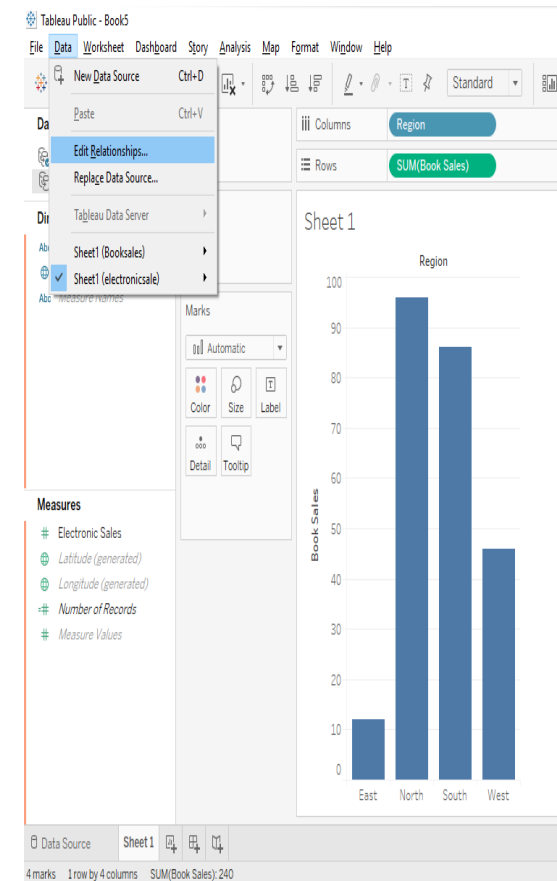 Tableau Public - Book5
File Data Worksheet Dashboard Story Analysis Map Format Window Help
New Data Source Ctrl+D
Standard
Paste Ctrl+V
Edit Relationships...
Replace Data Source...
Tableau Data Server
Sheet1 (Booksales)
Sheet1 (electronicsale)
Da
Dir
Ab
Abc Measure Names
Columns Region
Rows SUM(Book Sales)
Marks
Automatic
Color Size Label
Detail Tooltip
Measures
Electronic Sales
Latitude (generated)
Longitude (generated)
Number of Records
Measure Values
Sheet 1
Region
100
90
80
70
60
50
40
30
20
10
0
Book Sales
East North South West
Data Source Sheet 1
4 marks 1 row by 4 columns SUM(Book Sales): 240